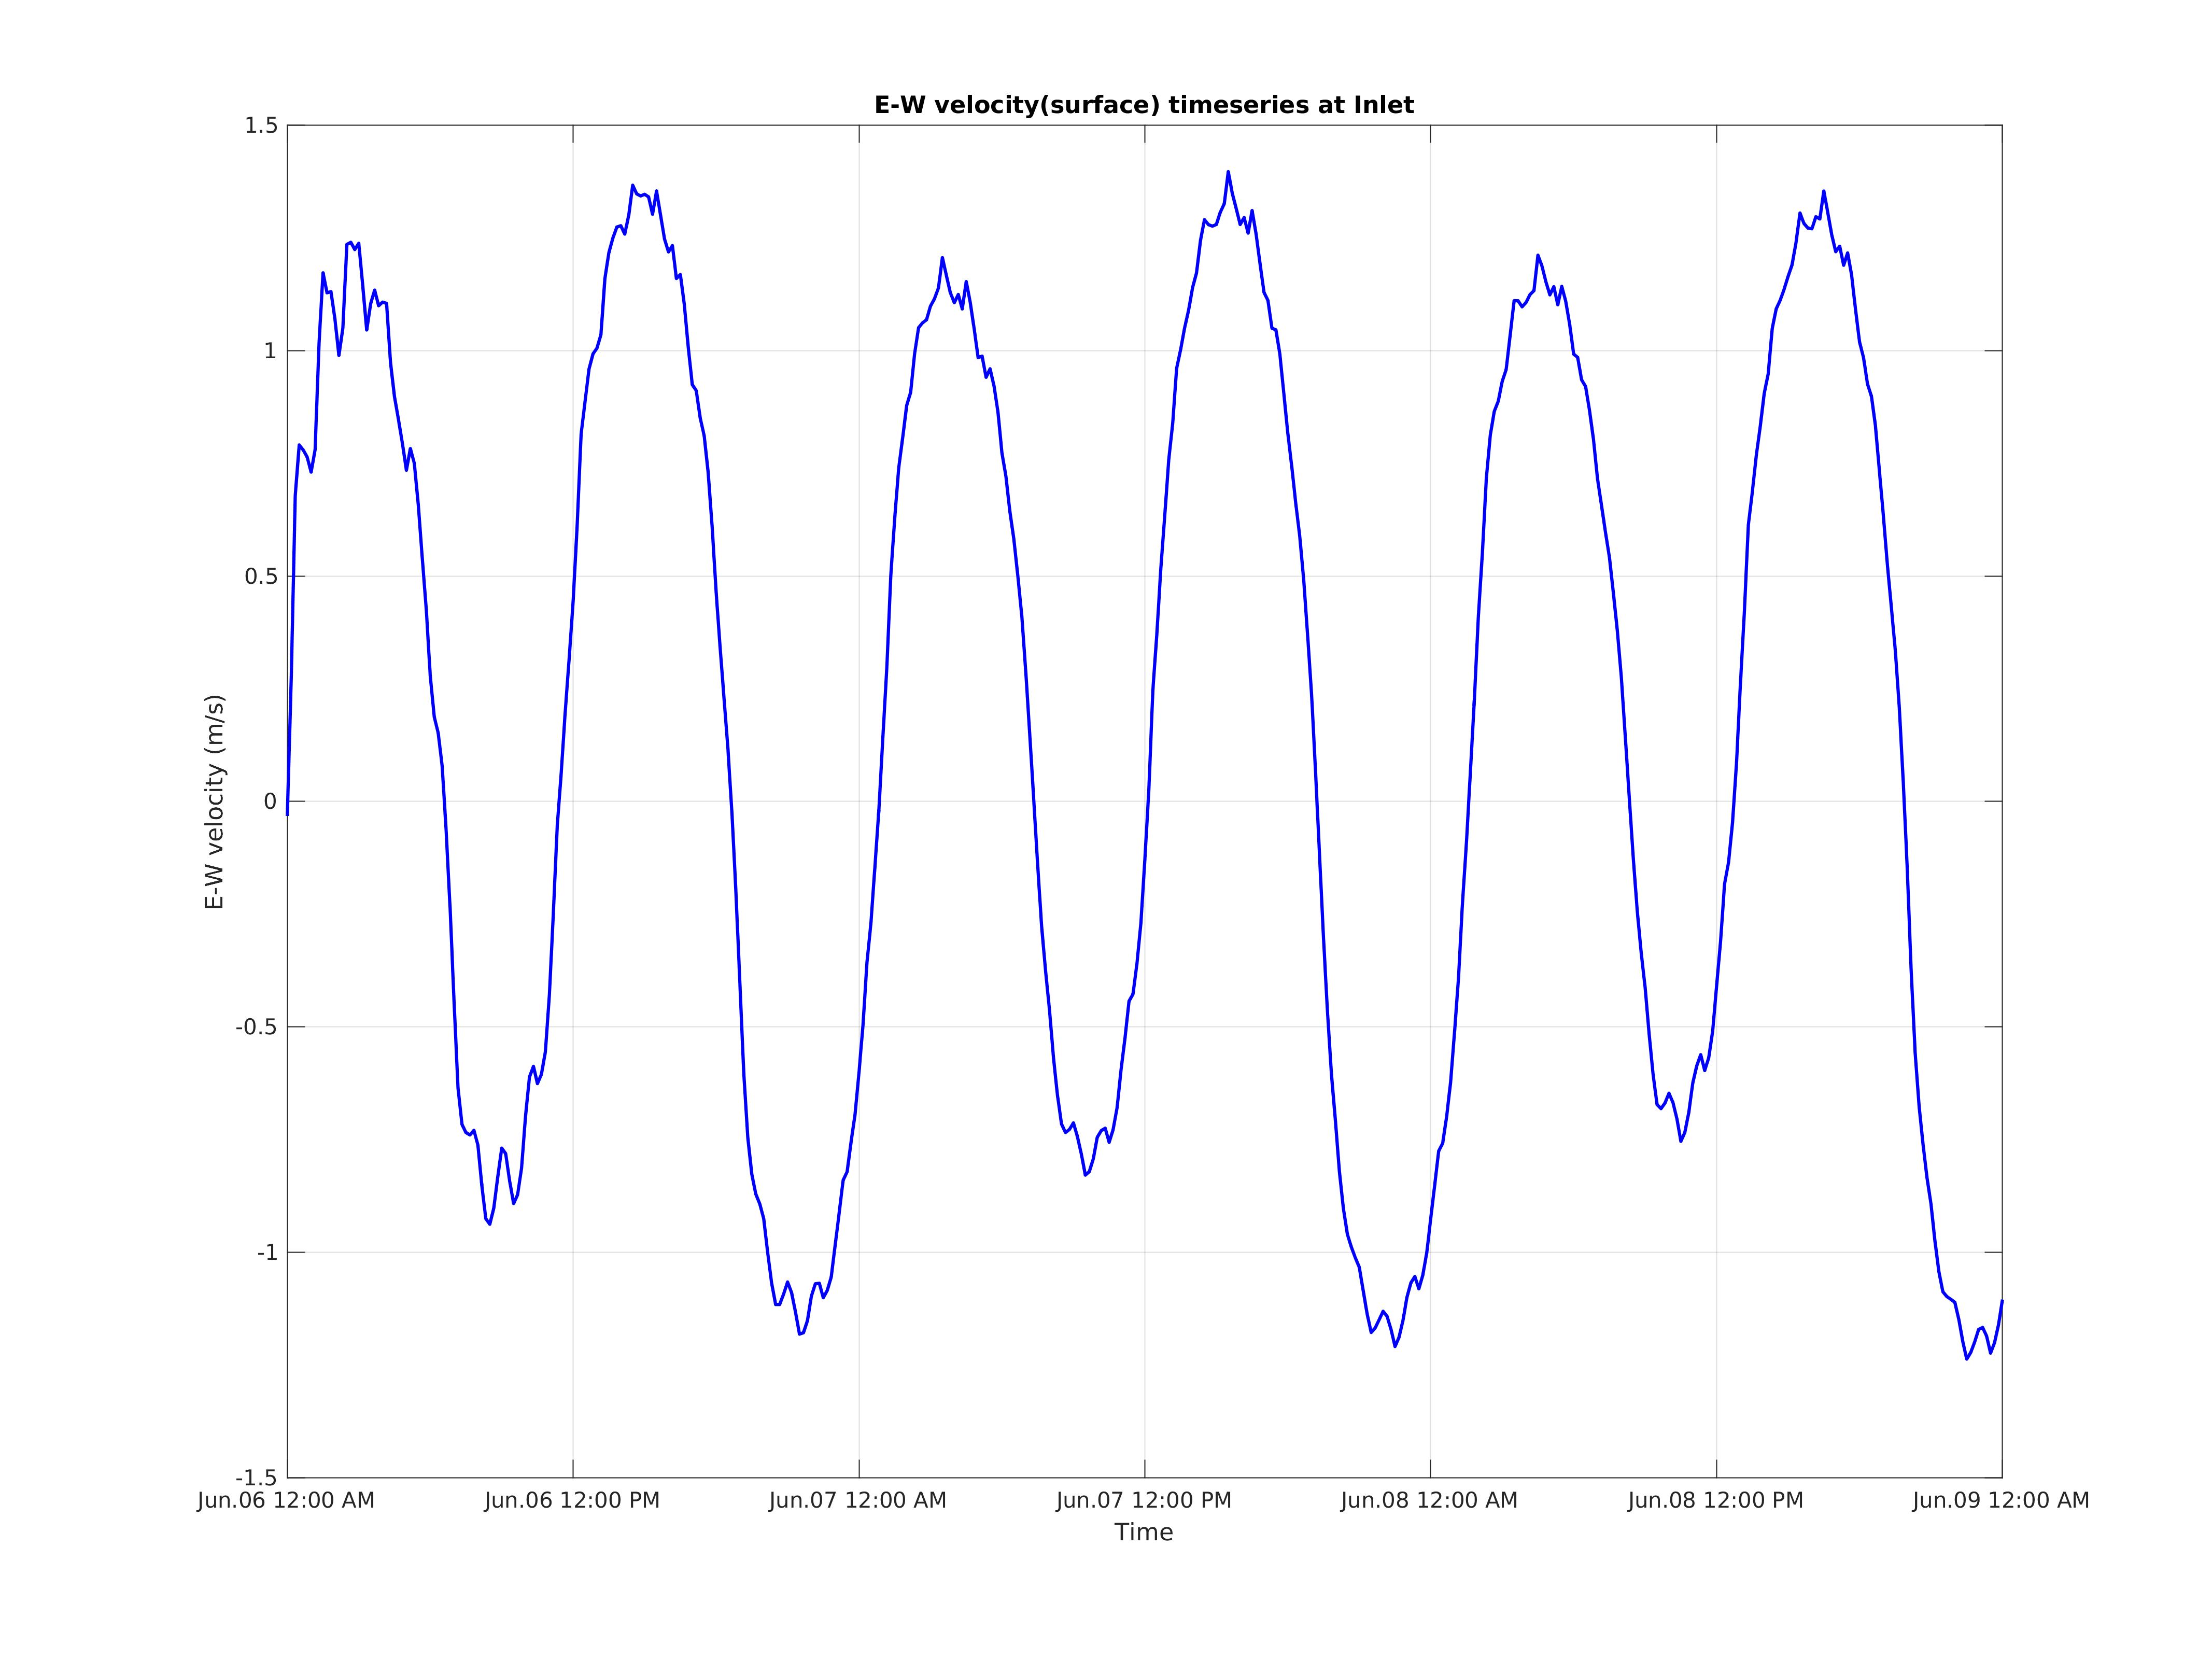 E-W velocity(surface) timeseries at Inlet
1.5
1
0.5
0
-0.5
-1
-1.5
E-W velocity (m/s)
Jun.06 12:00 AM
Jun.06 12:00 PM
Jun.07 12:00 AM
Jun.07 12:00 PM
Jun.08 12:00 AM
Jun.08 12:00 PM
Jun.09 12:00 AM
Time